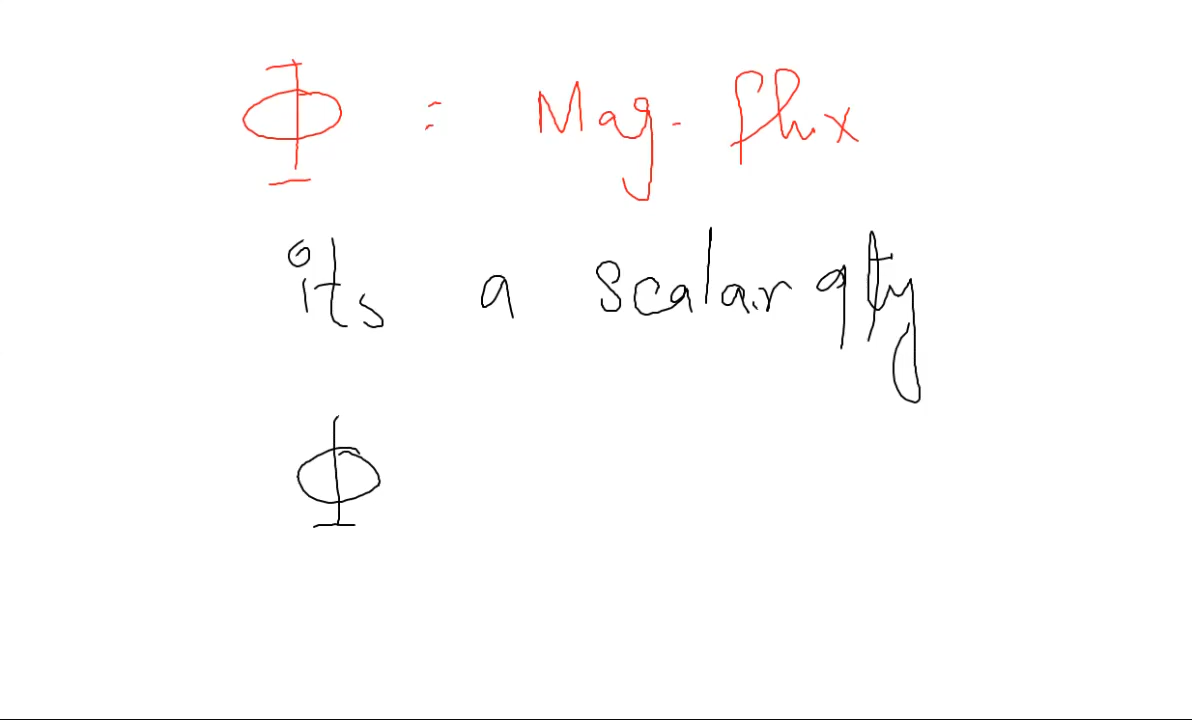 Φ = Mag. flux
its a scalar qty
Φ